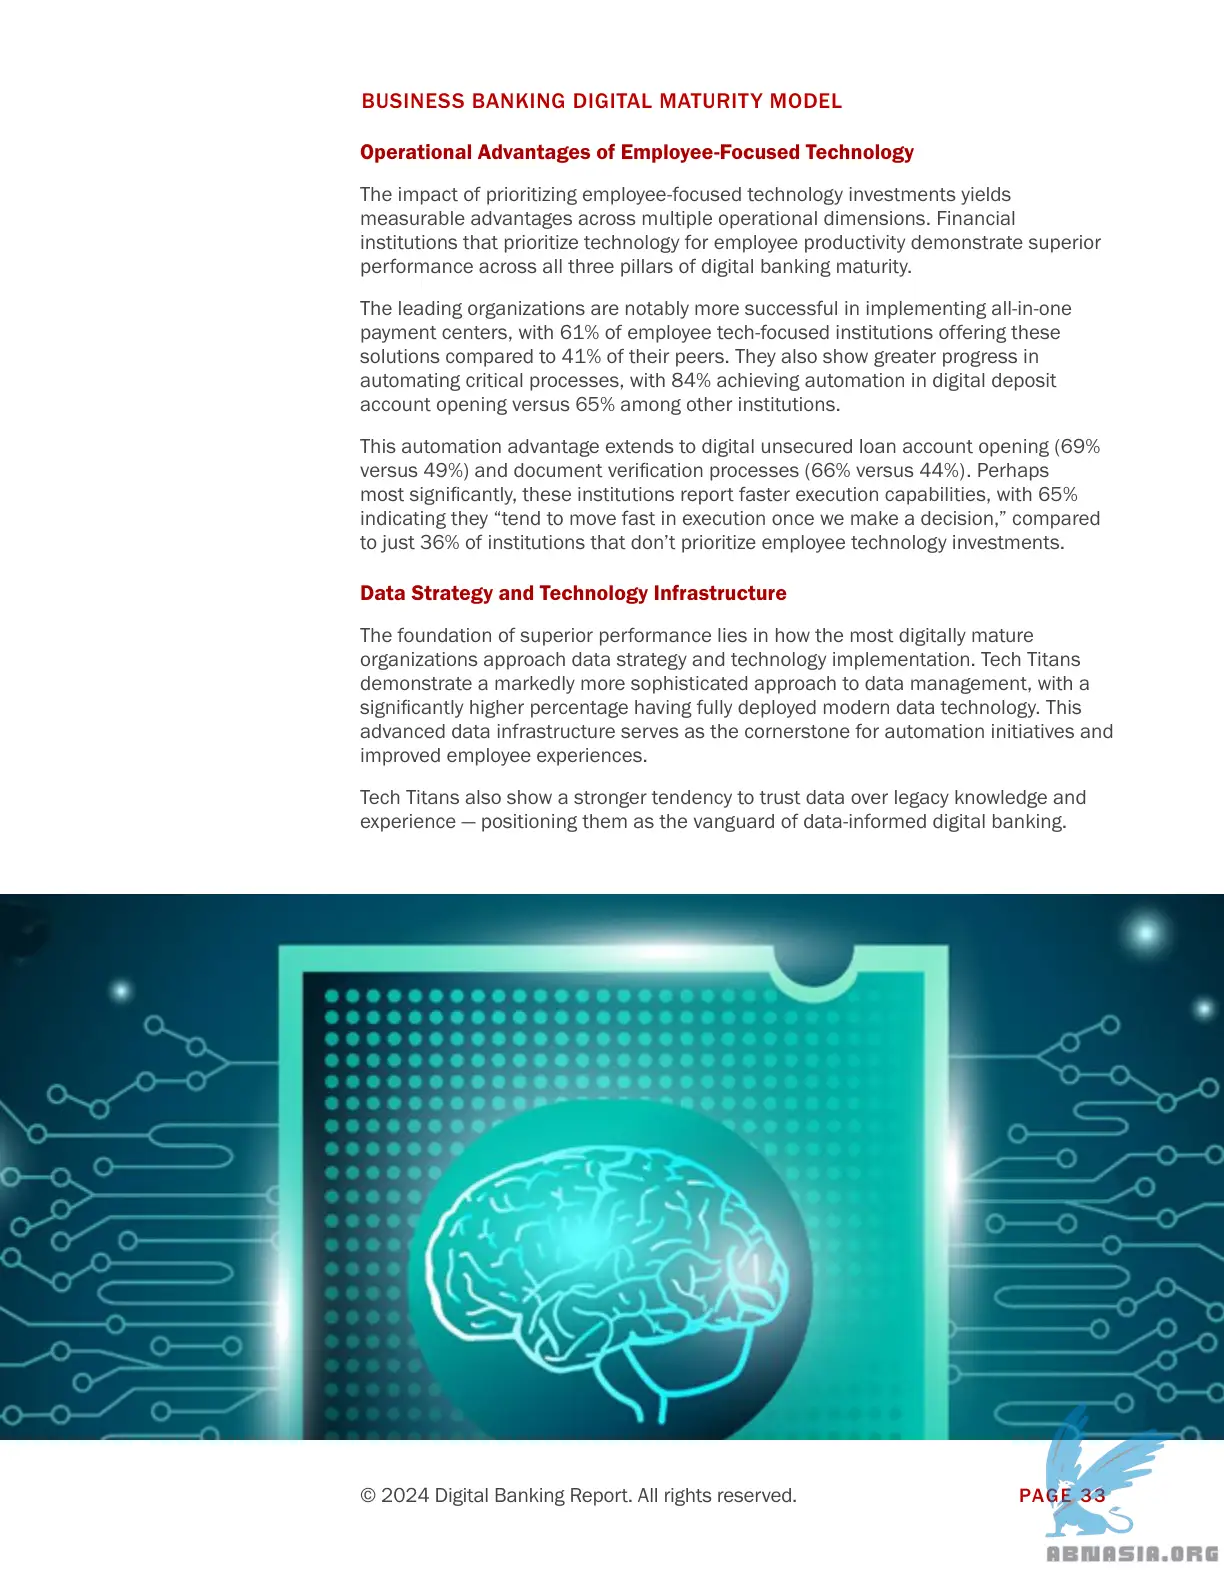 BUSINESS BANKING DIGITAL MATURITY MODEL
Operational Advantages of Employee-Focused Technology
The impact of prioritizing employee-focused technology investments yields
measurable advantages across multiple operational dimensions. Financial
institutions that prioritize technology for employee productivity demonstrate superior
performance across all three pillars of digital banking maturity.
The leading organizations are notably more successful in implementing all-in-one
payment centers, with 61% of employee tech-focused institutions offering these
solutions compared to 41% of their peers. They also show greater progress in
automating critical processes, with 84% achieving automation in digital deposit
account opening versus 65% among other institutions.
This automation advantage extends to digital unsecured loan account opening (69%
versus 49%) and document verification processes (66% versus 44%). Perhaps
most significantly, these institutions report faster execution capabilities, with 65%
indicating they “tend to move fast in execution once we make a decision,” compared
to just 36% of institutions that don’t prioritize employee technology investments.
Data Strategy and Technology Infrastructure
The foundation of superior performance lies in how the most digitally mature
organizations approach data strategy and technology implementation. Tech Titans
demonstrate a markedly more sophisticated approach to data management, with a
significantly higher percentage having fully deployed modern data technology. This
advanced data infrastructure serves as the cornerstone for automation initiatives and
improved employee experiences.
Tech Titans also show a stronger tendency to trust data over legacy knowledge and
experience — positioning them as the vanguard of data-informed digital banking.
© 2024 Digital Banking Report. All rights reserved.
PAGE 33
ABNASIA.ORG